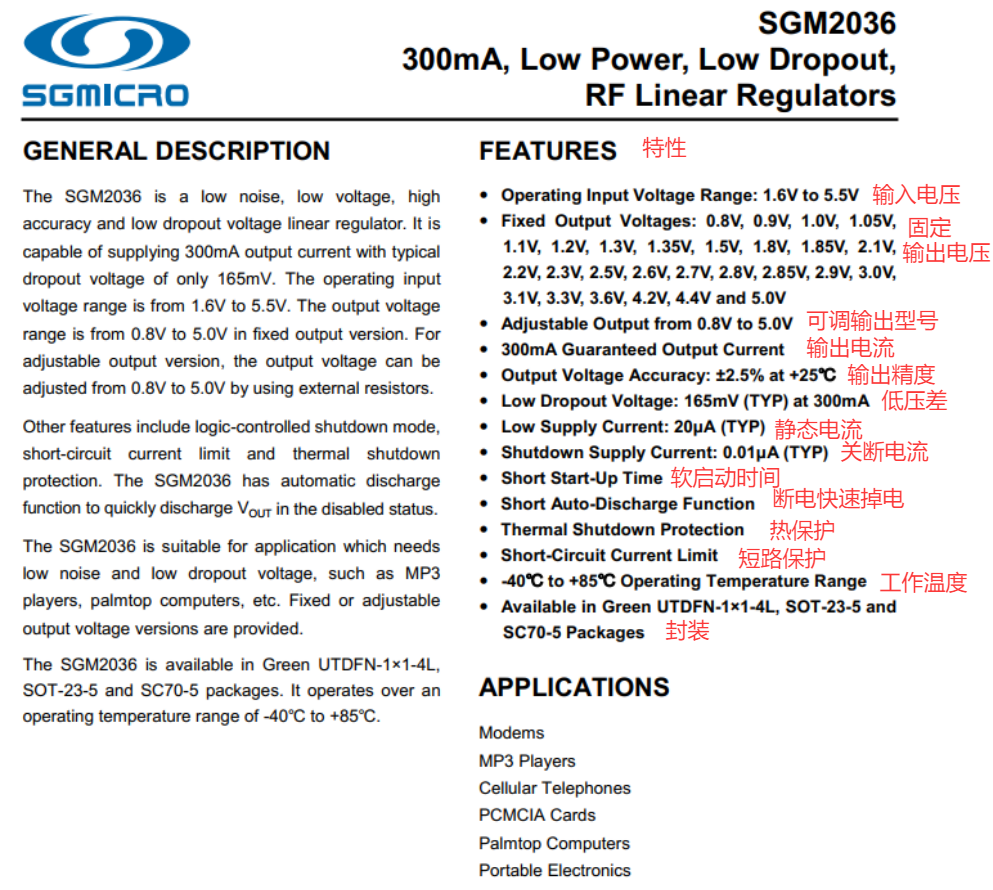 SGMICRO
SGM2036
300mA, Low Power, Low Dropout,
RF Linear Regulators
GENERAL DESCRIPTION
The SGM2036 is a low noise, low voltage, high
accuracy and low dropout voltage linear regulator. It is
capable of supplying 300mA output current with typical
dropout voltage of only 165mV. The operating input
voltage range is from 1.6V to 5.5V. The output voltage
range is from 0.8V to 5.0V in fixed output version. For
adjustable output version, the output voltage can be
adjusted from 0.8V to 5.0V by using external resistors.
Other features include logic-controlled shutdown mode,
short-circuit current limit and thermal shutdown
protection. The SGM2036 has automatic discharge
function to quickly discharge VOUT in the disabled status.
The SGM2036 is suitable for application which needs
low noise and low dropout voltage, such as MP3
players, palmtop computers, etc. Fixed or adjustable
output voltage versions are provided.
The SGM2036 is available in Green UTDFN-1×1-4L,
SOT-23-5 and SC70-5 packages. It operates over an
operating temperature range of -40℃ to +85℃.
FEATURES 特性
● Operating Input Voltage Range: 1.6V to 5.5V 输入电压
● Fixed Output Voltages: 0.8V, 0.9V, 1.0V, 1.05V, 固定
1.1V, 1.2V, 1.3V, 1.35V, 1.5V, 1.8V, 1.85V, 2.1V, 输出电压
2.2V, 2.3V, 2.5V, 2.6V, 2.7V, 2.8V, 2.85V, 2.9V, 3.0V,
3.1V, 3.3V, 3.6V, 4.2V, 4.4V and 5.0V
● Adjustable Output from 0.8V to 5.0V 可调输出型号
● 300mA Guaranteed Output Current 输出电流
● Output Voltage Accuracy: ±2.5% at +25℃ 输出精度
● Low Dropout Voltage: 165mV (TYP) at 300mA 低压差
● Low Supply Current: 20μA (TYP) 静态电流
● Shutdown Supply Current: 0.01μA (TYP) 关断电流
● Short Start-Up Time 软启动时间
● Short Auto-Discharge Function 断电快速掉电
● Thermal Shutdown Protection 热保护
● Short-Circuit Current Limit 短路保护
● -40℃ to +85℃ Operating Temperature Range 工作温度
● Available in Green UTDFN-1×1-4L, SOT-23-5 and
SC70-5 Packages 封装
APPLICATIONS
Modems
MP3 Players
Cellular Telephones
PCMCIA Cards
Palmtop Computers
Portable Electronics